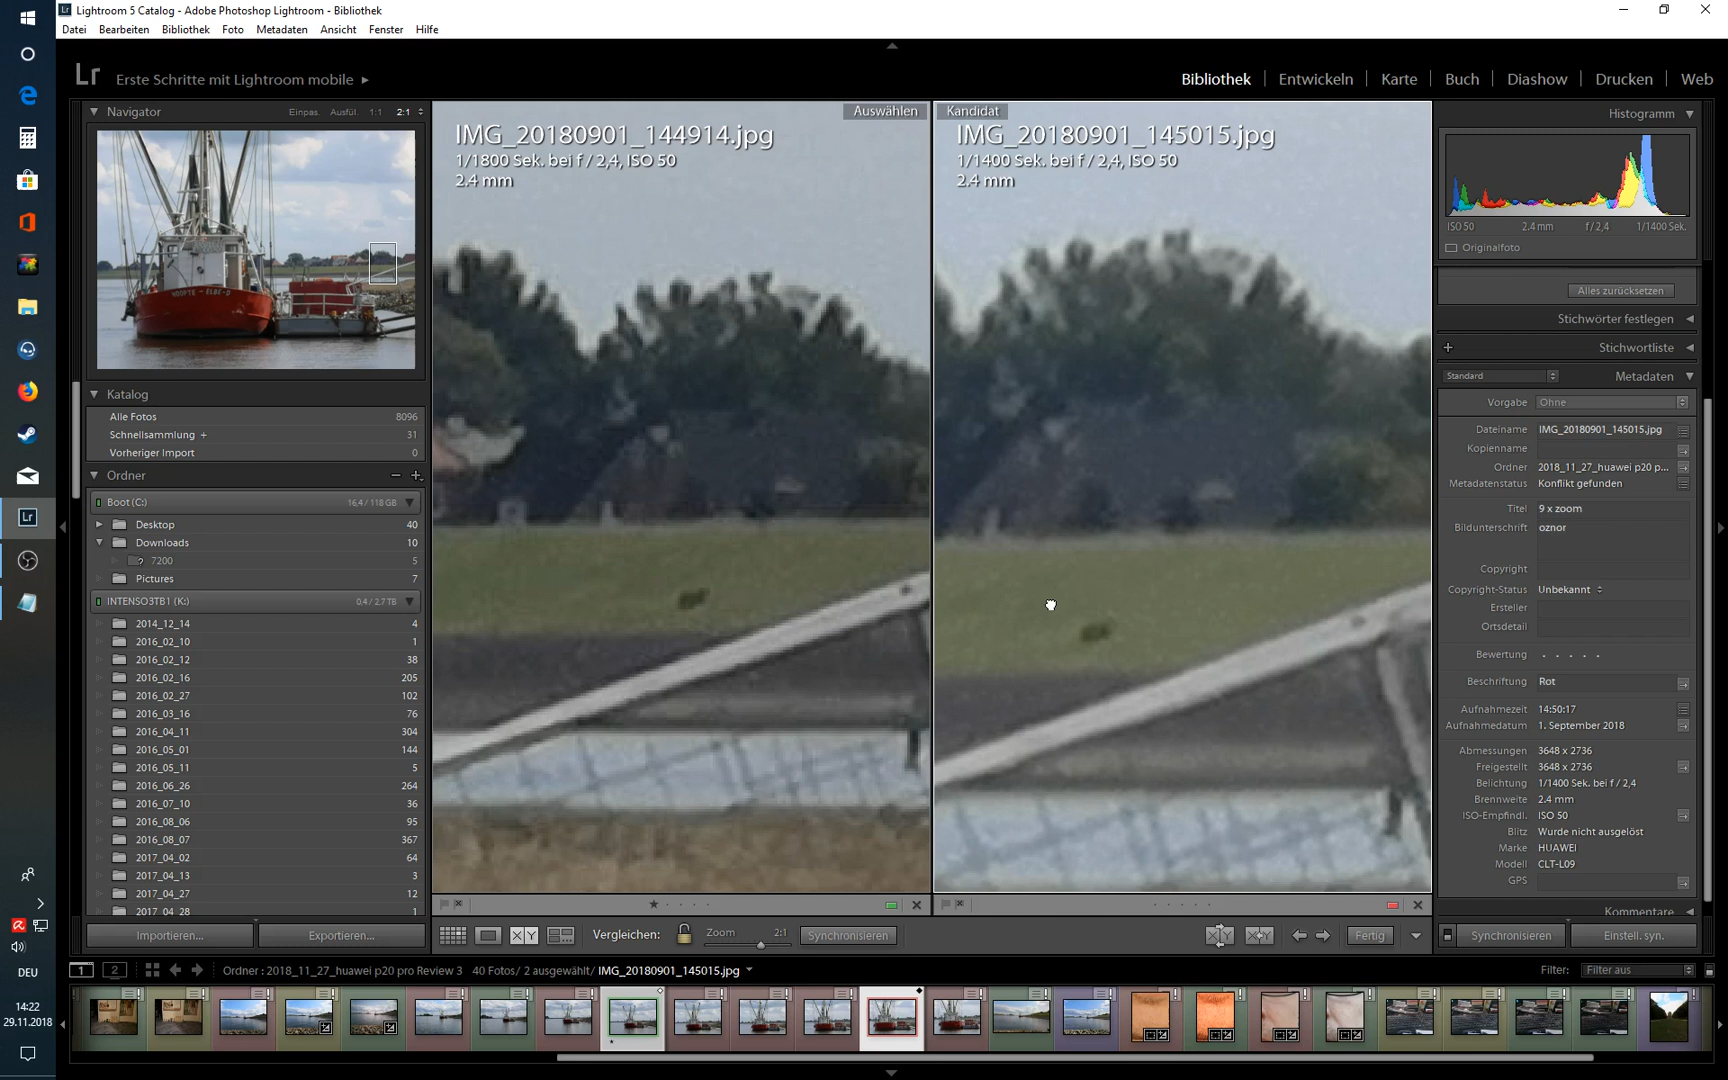 Lightroom 5 Catalog - Adobe Photoshop Lightroom - Bibliothek
Datei Bearbeiten Bibliothek Foto Metadaten Ansicht Fenster Hilfe
Lr Erste Schritte mit Lightroom mobile
Bibliothek Entwickeln Karte Buch Diashow Drucken Web
Navigator Einpas. Ausfül. 1:1 2:1
HOOPTE - ELBE-D
Katalog
Alle Fotos 8096
Schnellsammlung + 31
Vorheriger Import 0
Ordner
Boot (C:) 16,4 / 118 GB
Desktop 40
Downloads 10
7200 5
Pictures 7
INTENSO3TB1 (K:) 0,4 / 2,7 TB
2014_12_14 4
2016_02_10 1
2016_02_12 38
2016_02_16 205
2016_02_27 102
2016_03_16 76
2016_04_11 304
2016_05_01 144
2016_05_11 5
2016_06_26 264
2016_07_10 36
2016_08_06 95
2016_08_07 367
2017_04_02 64
2017_04_13 3
2017_04_27 12
2017_04_28 1
Importieren... Exportieren...
Auswählen
IMG_20180901_144914.jpg
1/1800 Sek. bei f / 2,4, ISO 50
2.4 mm
Kandidat
IMG_20180901_145015.jpg
1/1400 Sek. bei f / 2,4, ISO 50
2.4 mm
XY Vergleichen: Zoom 2:1 Synchronisieren
Fertig
Histogramm
ISO 50 2.4 mm f / 2,4 1/1400 Sek.
Originalfoto
Alles zurücksetzen
Stichwörter festlegen
Stichwortliste
Standard Metadaten
Vorgabe Ohne
Dateiname IMG_20180901_145015.jpg
Kopienname
Ordner 2018_11_27_huawei p20 p...
Metadatenstatus Konflikt gefunden
Titel 9 x zoom
Bildunterschrift oznor
Copyright
Copyright-Status Unbekannt
Ersteller
Ortsdetail
Bewertung
Beschriftung Rot
Aufnahmezeit 14:50:17
Aufnahmedatum 1. September 2018
Abmessungen 3648 x 2736
Freigestellt 3648 x 2736
Belichtung 1/1400 Sek. bei f / 2,4
Brennweite 2.4 mm
ISO-Empfindl. ISO 50
Blitz Wurde nicht ausgelöst
Marke HUAWEI
Modell CLT-L09
GPS
Kommentare
Synchronisieren Einstell. syn.
1 2 Ordner : 2018_11_27_huawei p20 pro Review 3 40 Fotos/ 2 ausgewählt/ IMG_20180901_145015.jpg
Filter: Filter aus
Lr
DEU
14:22
29.11.2018